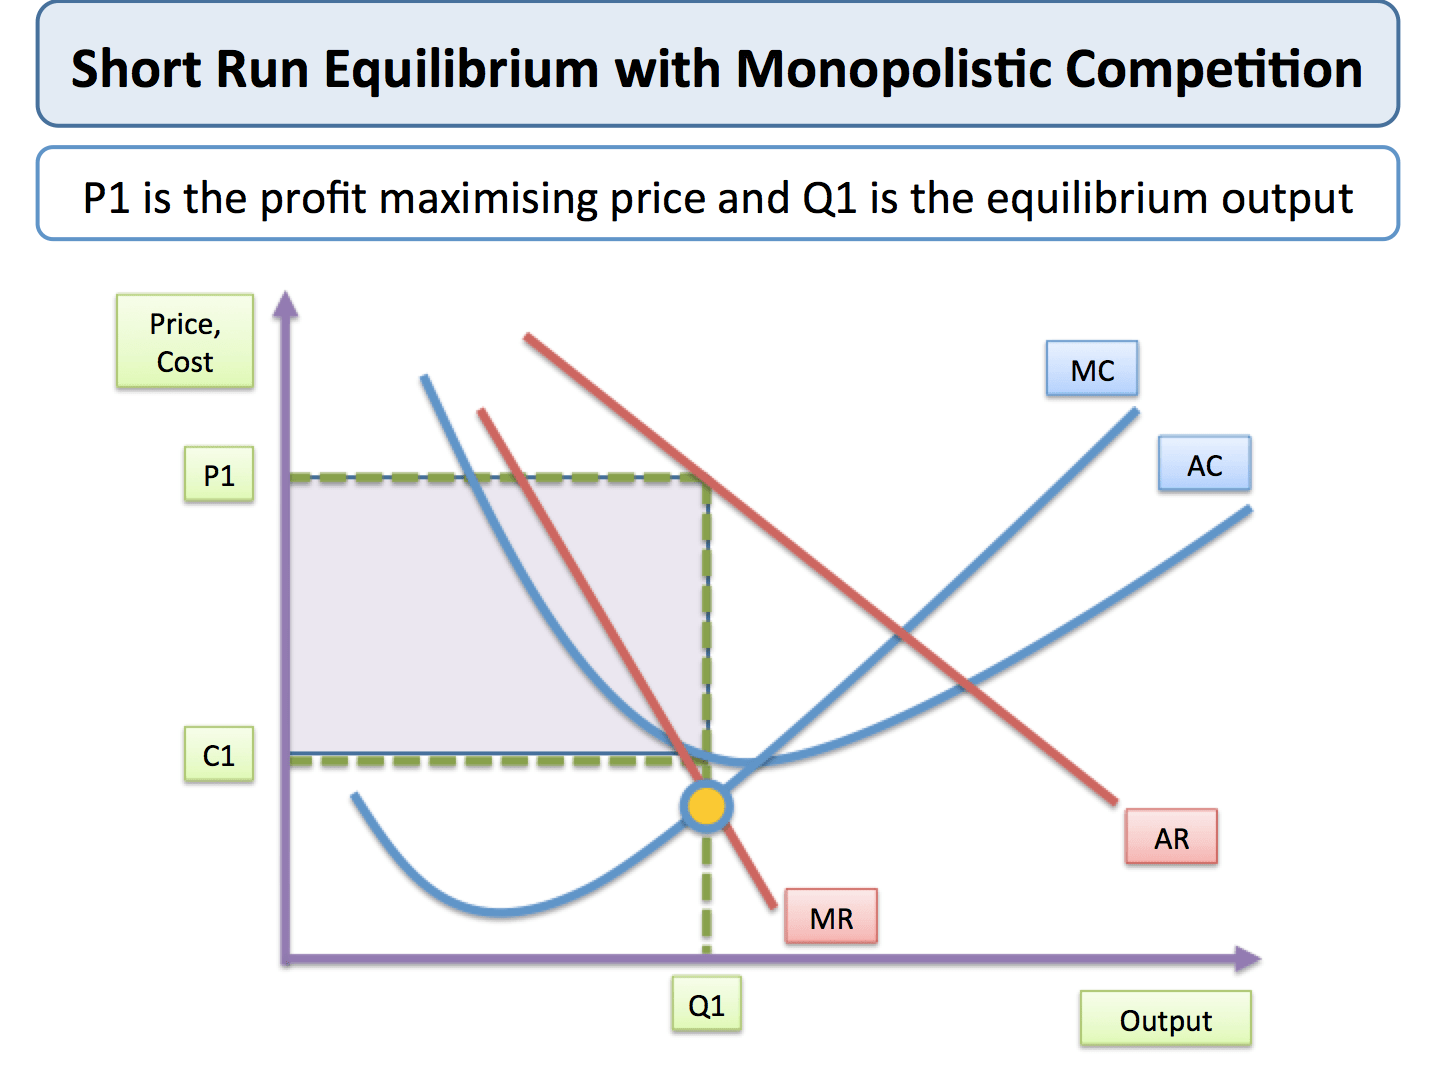 Short Run Equilibrium with Monopolistic Competition
P1 is the profit maximising price and Q1 is the equilibrium output
Price,
Cost
MC
AC
P1
C1
AR
MR
Q1
Output